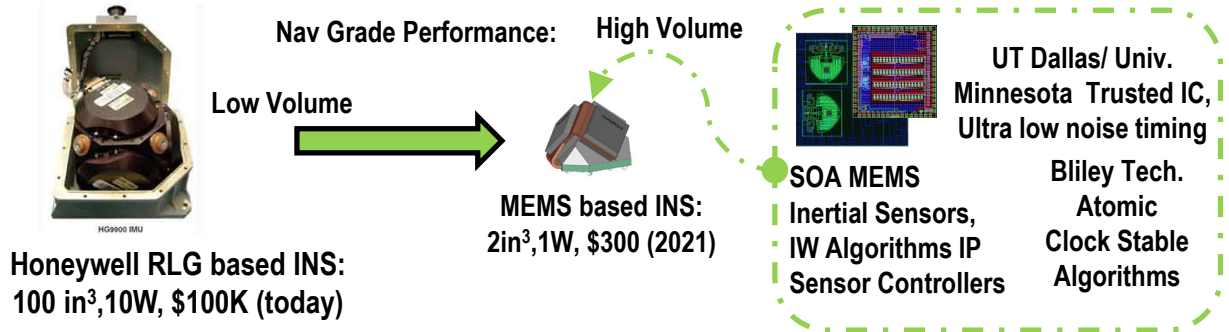 Nav Grade Performance:
High Volume
Low Volume
HG9900 IMU
Honeywell RLG based INS:
100 in³,10W, $100K (today)
MEMS based INS:
2in³,1W, $300 (2021)
UT Dallas/ Univ.
Minnesota Trusted IC,
Ultra low noise timing
SOA MEMS
Inertial Sensors,
IW Algorithms IP
Sensor Controllers
Bliley Tech.
Atomic
Clock Stable
Algorithms